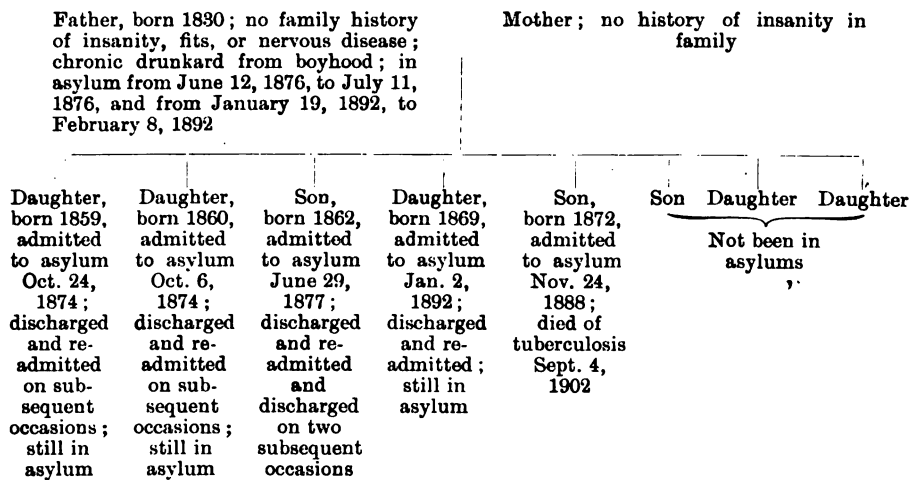 Father, born 1830; no family history
of insanity, fits, or nervous disease;
chronic drunkard from boyhood; in
asylum from June 12, 1876, to July 11,
1876, and from January 19, 1892, to
February 8, 1892
Mother; no history of insanity in
family
Daughter,
born 1859,
admitted
to asylum
Oct. 24,
1874;
discharged
and re-
admitted
on sub-
sequent
occasions;
still in
asylum
Daughter,
born 1860,
admitted
to asylum
Oct. 6,
1874;
discharged
and re-
admitted
on sub-
sequent
occasions;
still in
asylum
Son,
born 1862,
admitted
to asylum
June 29,
1877;
discharged
and re-
admitted
and
discharged
on two
subsequent
occasions
Daughter,
born 1869,
admitted
to asylum
Jan. 2,
1892;
discharged
and re-
admitted;
still in
asylum
Son,
born 1872,
admitted
to asylum
Nov. 24,
1888;
died of
tuberculosis
Sept. 4,
1902
Son
Daughter
Daughter
Not been in
asylums